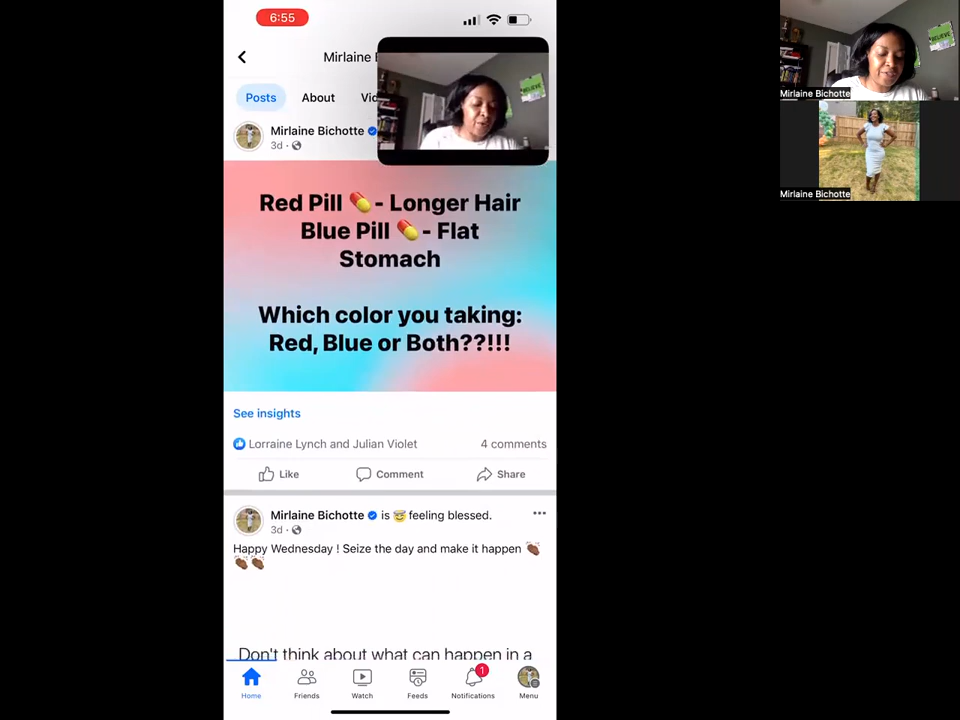 6:55
Mirlaine
Posts
About
Mirlaine Bichotte
3d
Red Pill 💊- Longer Hair
Blue Pill 💊- Flat
Stomach
Which color you taking:
Red, Blue or Both??!!!
See insights
Lorraine Lynch and Julian Violet
4 comments
Like
Comment
Share
Mirlaine Bichotte is 😇 feeling blessed.
3d
Happy Wednesday ! Seize the day and make it happen 👏🏾
👏🏾👏🏾
Don't think about what can happen in a
1
Home
Friends
Watch
Feeds
Notifications
Menu
BELIEVE
Mirlaine Bichotte
Mirlaine Bichotte